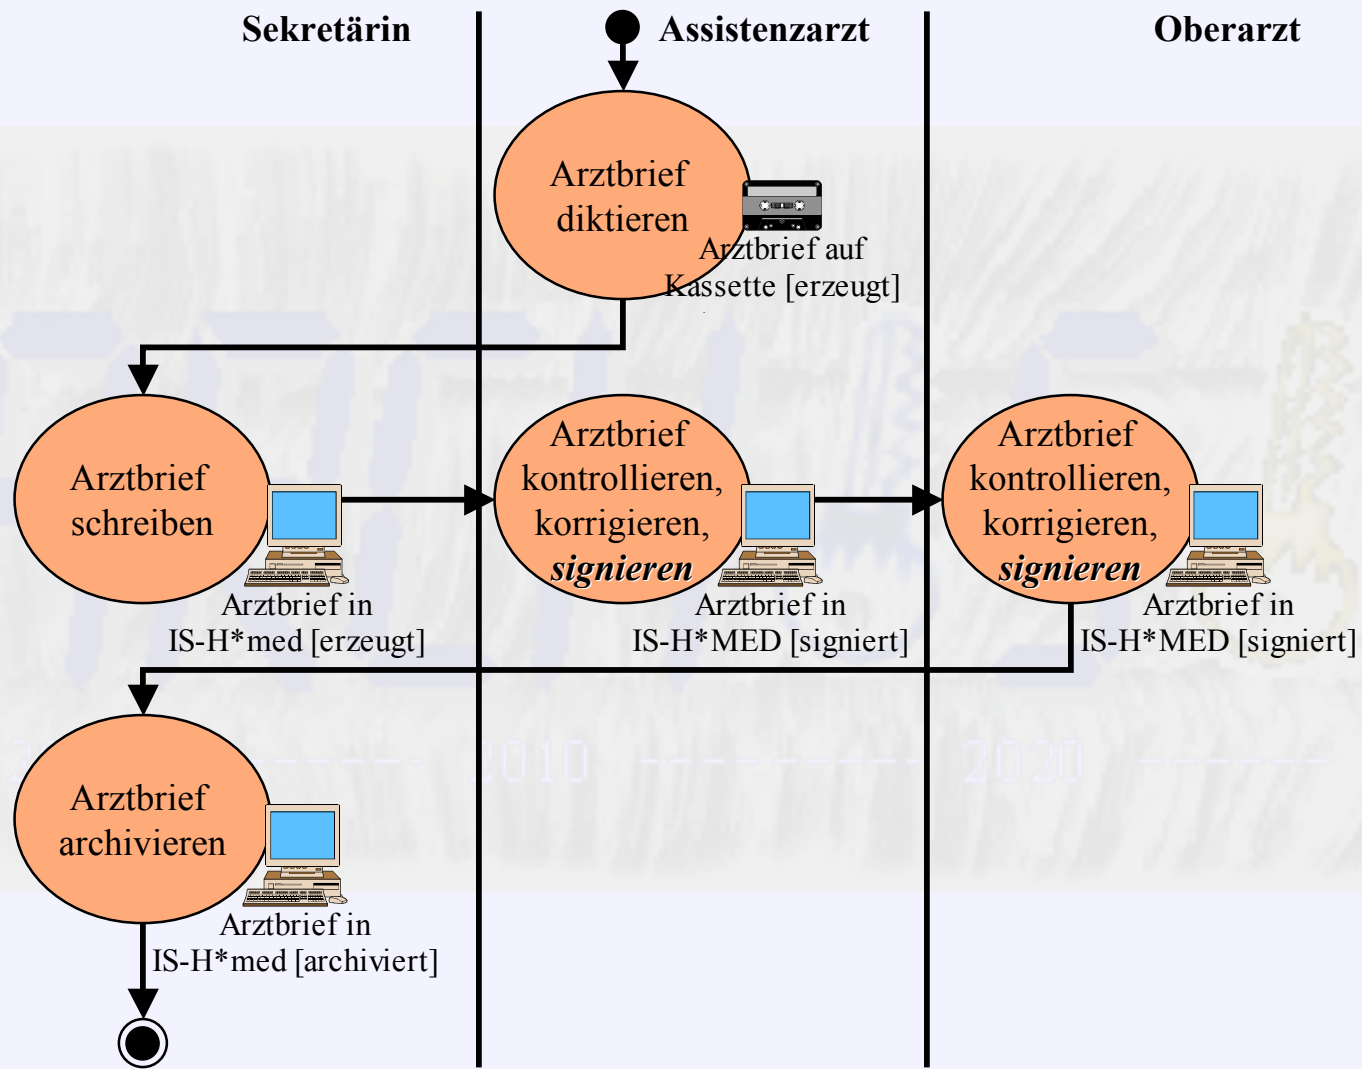 Sekretärin
Assistenzarzt
Oberarzt
Arztbrief
diktieren
Arztbrief auf
Kassette [erzeugt]
Arztbrief
schreiben
Arztbrief in
IS-H*med [erzeugt]
Arztbrief
kontrollieren,
korrigieren,
signieren
Arztbrief in
IS-H*MED [signiert]
Arztbrief
kontrollieren,
korrigieren,
signieren
Arztbrief in
IS-H*MED [signiert]
2010
2020
Arztbrief
archivieren
Arztbrief in
IS-H*med [archiviert]